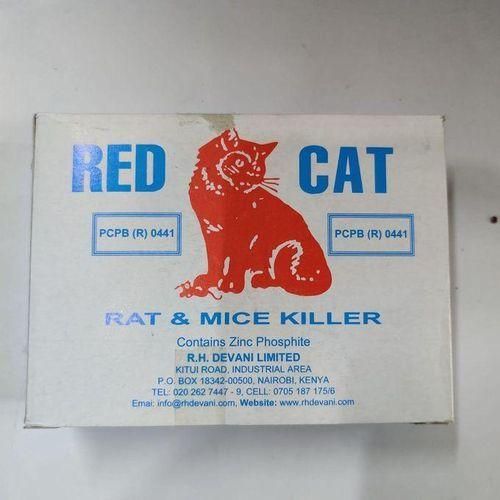 RED CAT
PCPB (R) 0441 PCPB (R) 0441
RAT & MICE KILLER
Contains Zinc Phosphite
R.H. DEVANI LIMITED
KITUI ROAD, INDUSTRIAL AREA
P.O. BOX 18342-00500, NAIROBI, KENYA
TEL: 020 262 7447 - 9, CELL: 0705 187 175/6
Emai: info@rhdevani.com, Website: www.rhdevani.com